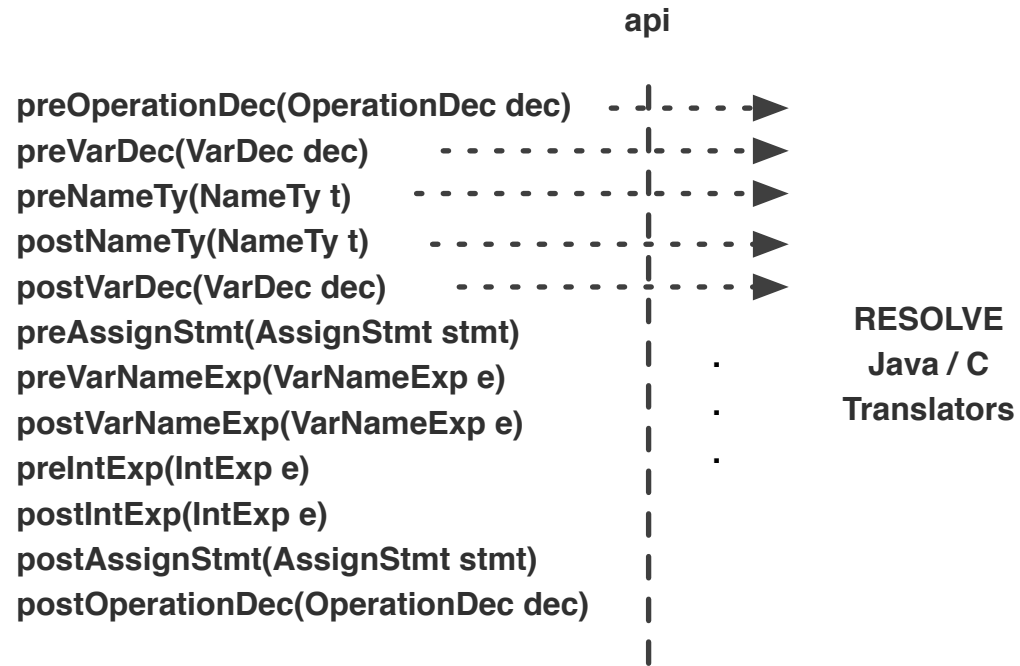 api
preOperationDec(OperationDec dec)
preVarDec(VarDec dec)
preNameTy(NameTy t)
postNameTy(NameTy t)
postVarDec(VarDec dec)
preAssignStmt(AssignStmt stmt)
preVarNameExp(VarNameExp e)
postVarNameExp(VarNameExp e)
preIntExp(IntExp e)
postIntExp(IntExp e)
postAssignStmt(AssignStmt stmt)
postOperationDec(OperationDec dec)
.
.
.
RESOLVE
Java / C
Translators